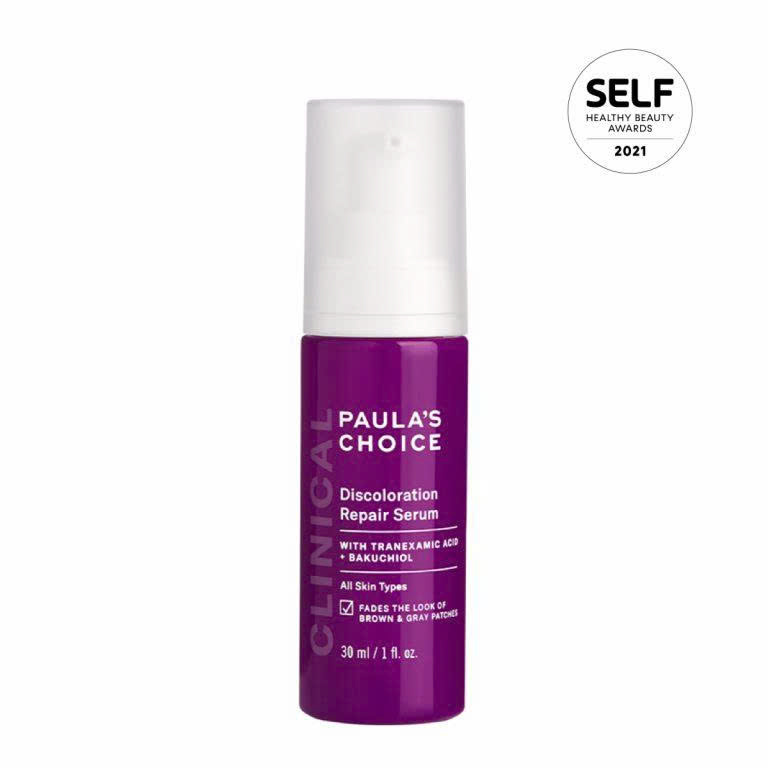 SELF
HEALTHY BEAUTY
AWARDS
2021
CLINICAL
PAULA'S
CHOICE
Discoloration
Repair Serum
WITH TRANEXAMIC ACID
+ BAKUCHIOL
All Skin Types
FADES THE LOOK OF
BROWN & GRAY PATCHES
30 ml / 1 fl. oz.